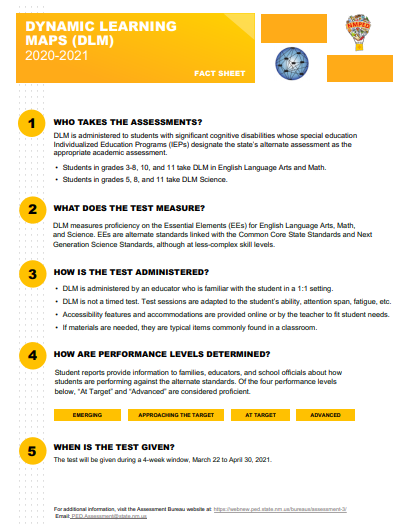 DYNAMIC LEARNING
MAPS (DLM)
2020-2021
FACT SHEET
NMPED
1
WHO TAKES THE ASSESSMENTS?
DLM is administered to students with significant cognitive disabilities whose special education
Individualized Education Programs (IEPs) designate the state's alternate assessment as the
appropriate academic assessment.
• Students in grades 3-8, 10, and 11 take DLM in English Language Arts and Math.
• Students in grades 5, 8, and 11 take DLM Science.
2
WHAT DOES THE TEST MEASURE?
DLM measures proficiency on the Essential Elements (EEs) for English Language Arts, Math,
and Science. EEs are alternate standards linked with the Common Core State Standards and Next
Generation Science Standards, although at less-complex skill levels.
3
HOW IS THE TEST ADMINISTERED?
• DLM is administered by an educator who is familiar with the student in a 1:1 setting.
• DLM is not a timed test. Test sessions are adapted to the student's ability, attention span, fatigue, etc.
• Accessibility features and accommodations are provided online or by the teacher to fit student needs.
• If materials are needed, they are typical items commonly found in a classroom.
4
HOW ARE PERFORMANCE LEVELS DETERMINED?
Student reports provide information to families, educators, and school officials about how
students are performing against the alternate standards. Of the four performance levels
below, "At Target" and "Advanced" are considered proficient.
EMERGING APPROACHING THE TARGET AT TARGET ADVANCED
5
WHEN IS THE TEST GIVEN?
The test will be given during a 4-week window, March 22 to April 30, 2021.
For additional information, visit the Assessment Bureau website at: https://webnew.ped.state.nm.us/bureaus/assessment-3/
Email: PED.Assessment@state.nm.us